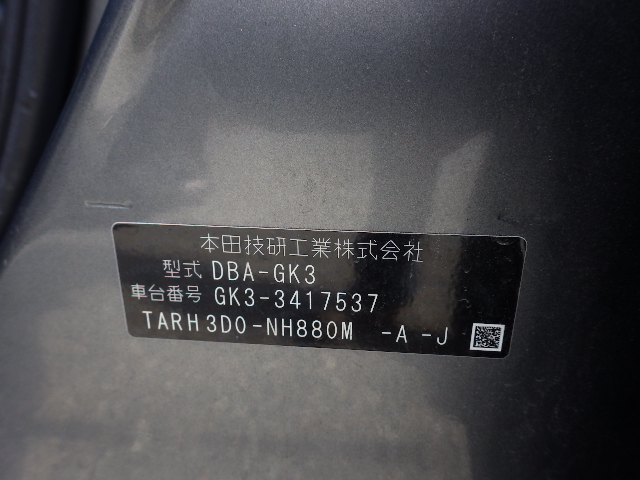 本田技研工業株式会社
型式 DBA-GK3
車台番号 GK3-3417537
TARH3D0-NH880M -A -J